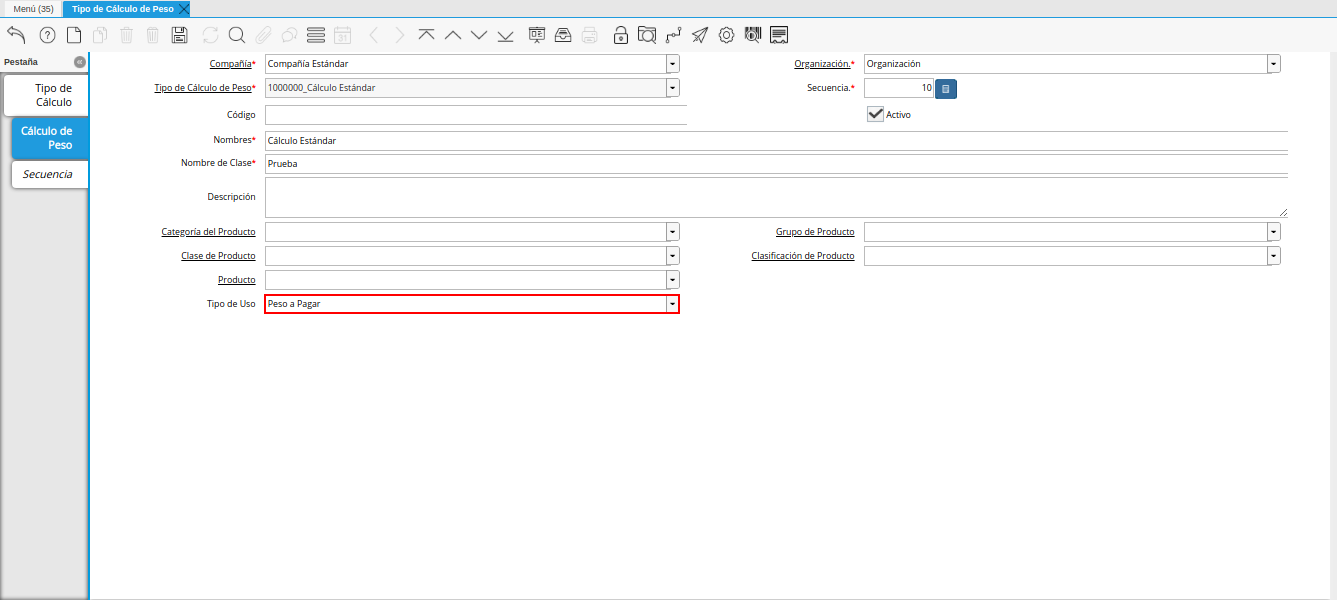 Menú (35)
Tipo de Cálculo de Peso
31
Pestaña
Tipo de
Cálculo
Cálculo de
Peso
Secuencia
Compañía* Compañía Estándar
Organización.* Organización
Tipo de Cálculo de Peso* 1000000_Cálculo Estándar
Secuencia.* 10
Código
Activo
Nombres* Cálculo Estándar
Nombre de Clase* Prueba
Descripción
Categoría del Producto
Grupo de Producto
Clase de Producto
Clasificación de Producto
Producto
Tipo de Uso Peso a Pagar